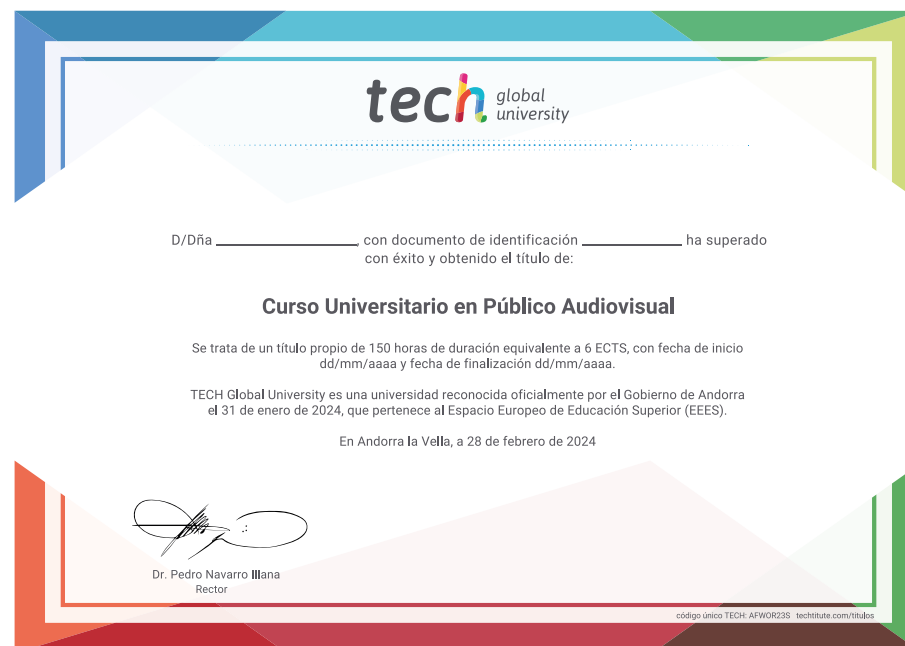 tech global university
D/Dña ______________, con documento de identificación __________ ha superado
con éxito y obtenido el título de:
Curso Universitario en Público Audiovisual
Se trata de un título propio de 150 horas de duración equivalente a 6 ECTS, con fecha de inicio
dd/mm/aaaa y fecha de finalización dd/mm/aaaa.
TECH Global University es una universidad reconocida oficialmente por el Gobierno de Andorra
el 31 de enero de 2024, que pertenece al Espacio Europeo de Educación Superior (EEES).
En Andorra la Vella, a 28 de febrero de 2024
Dr. Pedro Navarro Illana
Rector
código único TECH: AFWOR23S techtitute.com/titulos